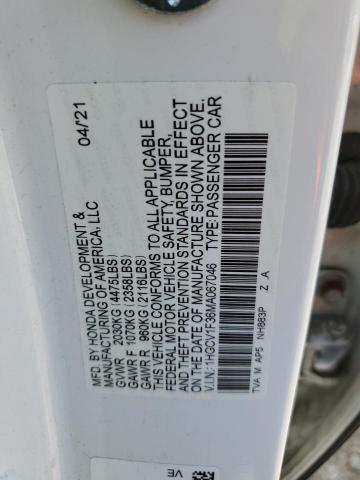 MFD. BY HONDA DEVELOPMENT & 04/21
MANUFACTURING OF AMERICA, LLC
GVWR 2030KG (4475LBS)
GAWR F 1070KG (2358LBS)
GAWR R 960KG (2116LBS)
THIS VEHICLE CONFORMS TO ALL APPLICABLE
FEDERAL MOTOR VEHICLE SAFETY, BUMPER,
AND THEFT PREVENTION STANDARDS IN EFFECT
ON THE DATE OF MANUFACTURE SHOWN ABOVE.
V.I.N.: 1HGCV1F36MA067046 TYPE: PASSENGER CAR
TVA M AP5 NH883P Z A
VE